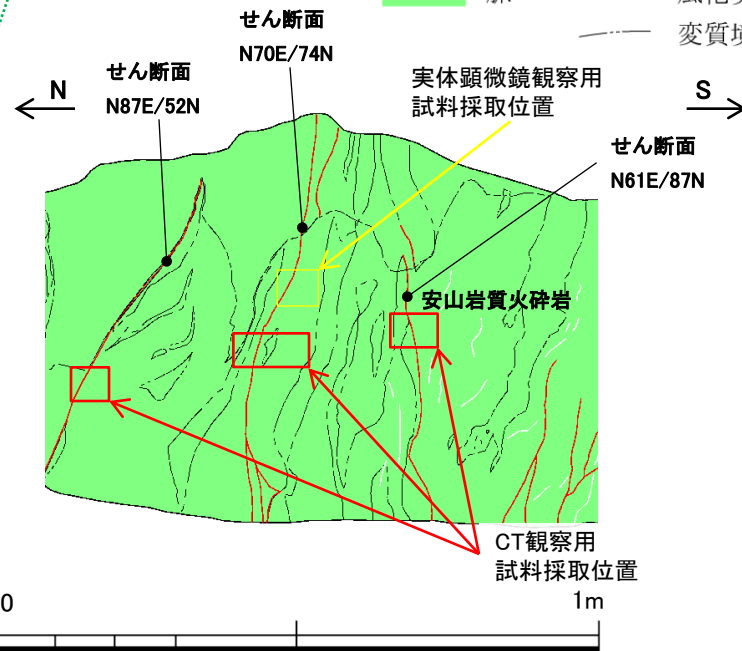 変質境
N70E/74N
せん断面
N87E/52N
せん断面
実体顕微鏡観察用
試料採取位置
N
S
せん断面
N61E/87N
安山岩質火砕岩
CT観察用
試料採取位置
0
1m